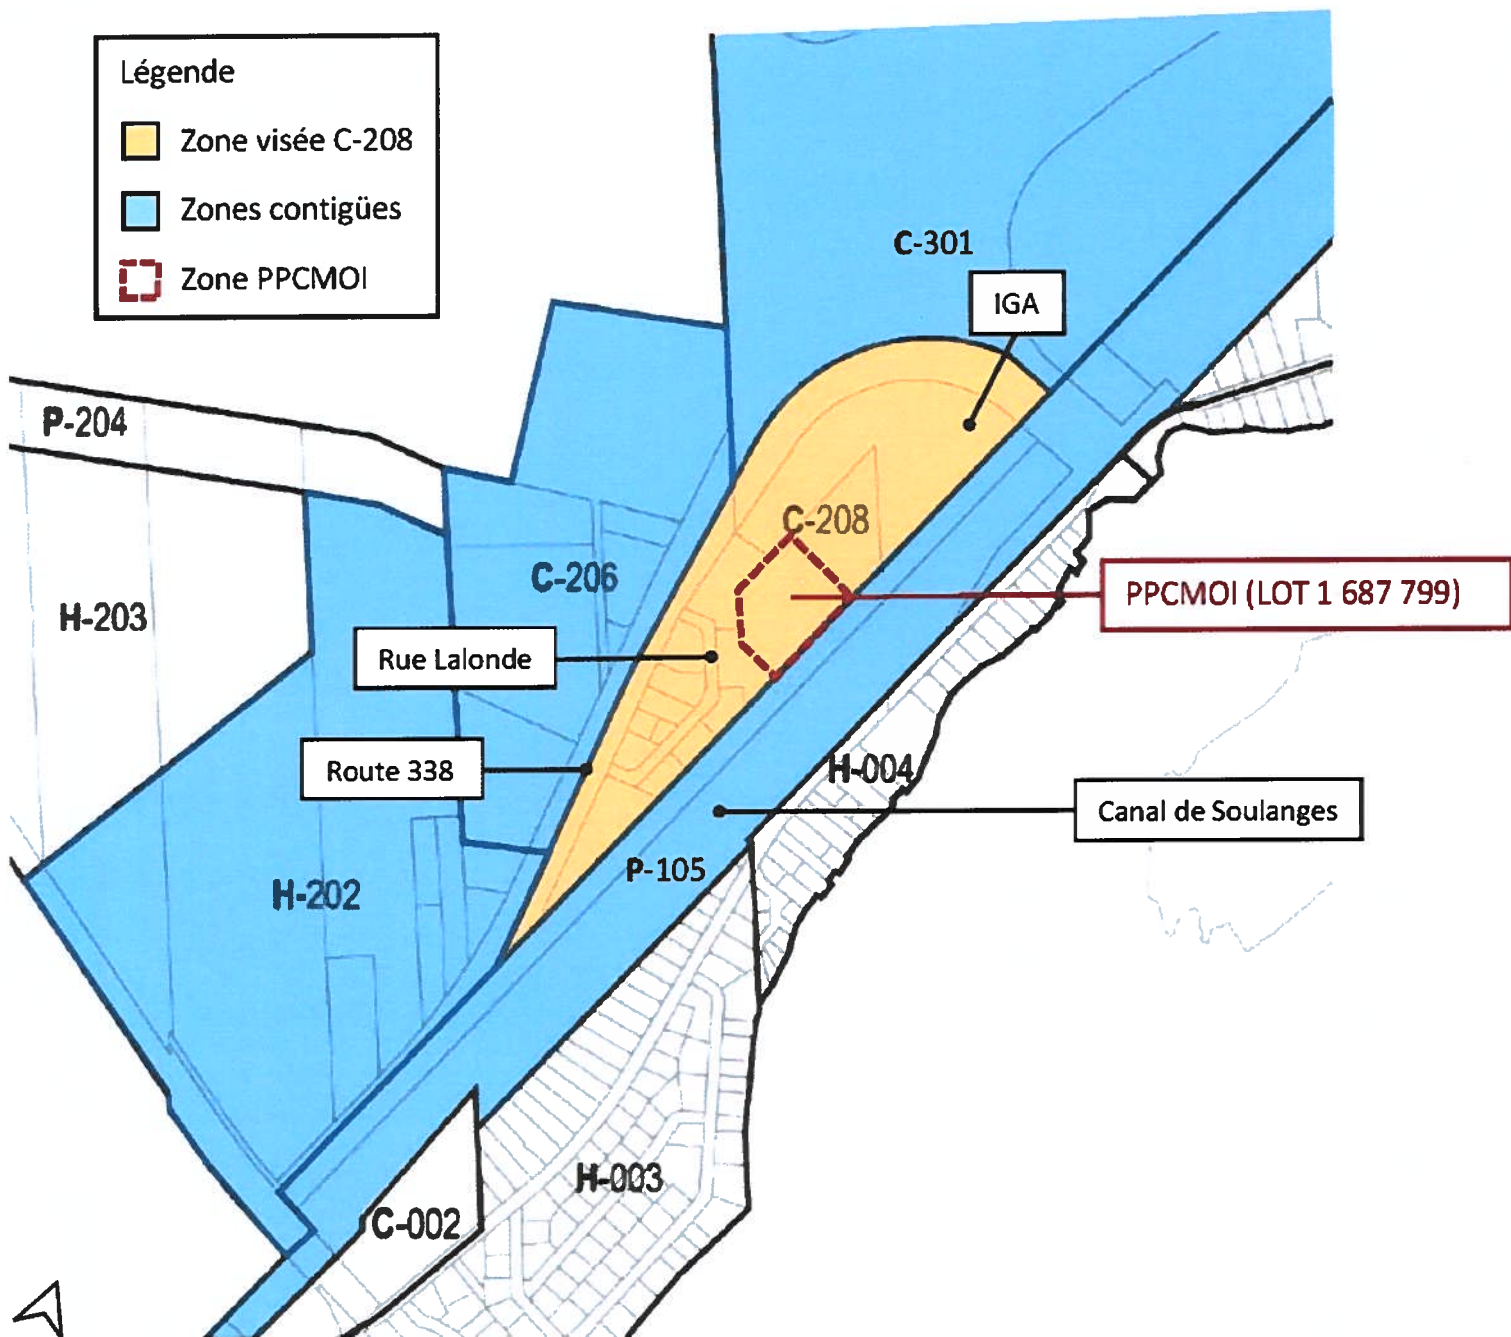 Légende
Zone visée C-208
Zones contigües
Zone PPCMOI
C-301
IGA
P-204
C-208
C-206
PPCMOI (LOT 1 687 799)
H-203
Rue Lalonde
Route 338
H-004
Canal de Soulanges
P-105
H-202
H-003
C-002